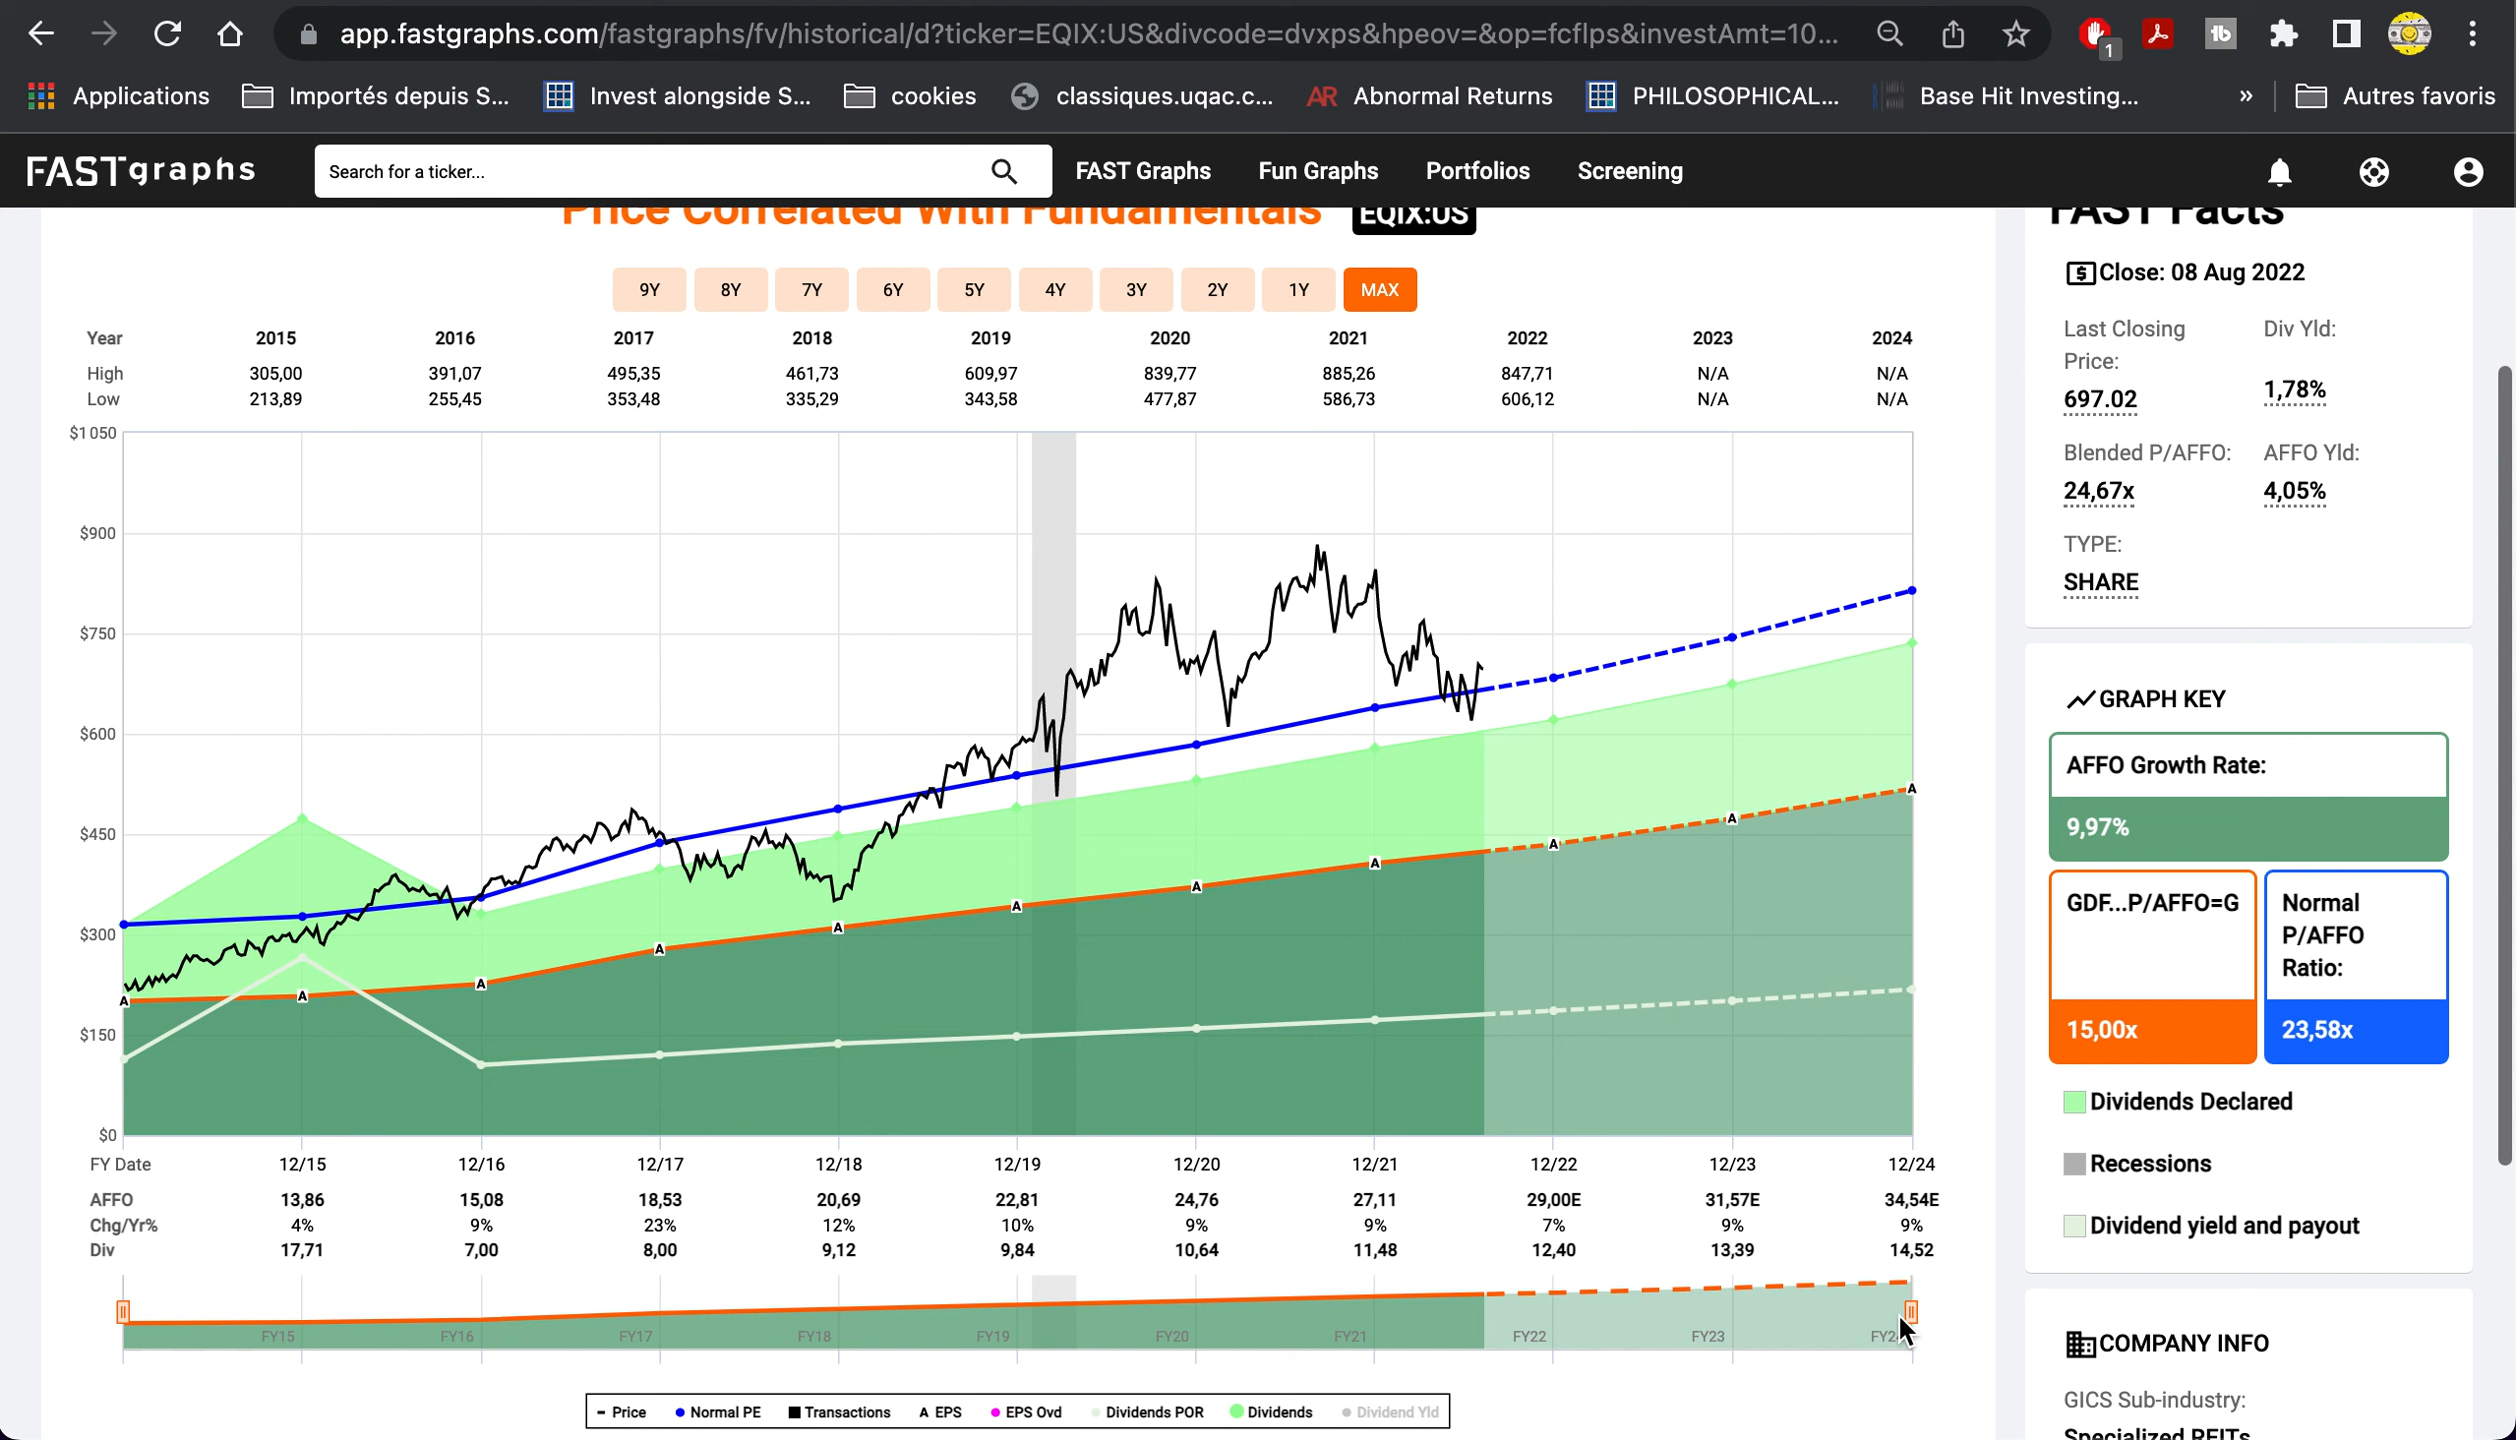 app.fastgraphs.com/fastgraphs/fv/historical/d?ticker=EQIX:US&divcode=dvxps&hpeov=&op=fcflps&investAmt=10...
1
Applications
Importés depuis S...
Invest alongside S...
cookies
classiques.uqac.c...
AR Abnormal Returns
PHILOSOPHICAL...
Base Hit Investing...
»
Autres favoris
FASTgraphs
Search for a ticker...
FAST Graphs
Fun Graphs
Portfolios
Screening
Price Correlated With Fundamentals EQIX:US
9Y 8Y 7Y 6Y 5Y 4Y 3Y 2Y 1Y MAX
Year 2015 2016 2017 2018 2019 2020 2021 2022 2023 2024
High 305,00 391,07 495,35 461,73 609,97 839,77 885,26 847,71 N/A N/A
Low 213,89 255,45 353,48 335,29 343,58 477,87 586,73 606,12 N/A N/A
$1 050
$900
$750
$600
$450
$300
$150
$0
A A A A A A A A A A A
FY Date 12/15 12/16 12/17 12/18 12/19 12/20 12/21 12/22 12/23 12/24
AFFO 13,86 15,08 18,53 20,69 22,81 24,76 27,11 29,00E 31,57E 34,54E
Chg/Yr% 4% 9% 23% 12% 10% 9% 9% 7% 9% 9%
Div 17,71 7,00 8,00 9,12 9,84 10,64 11,48 12,40 13,39 14,52
FY15 FY16 FY17 FY18 FY19 FY20 FY21 FY22 FY23
Price Normal PE Transactions A EPS EPS Ovd Dividends POR Dividends Dividend Yld
FAST Facts
Close: 08 Aug 2022
Last Closing Price:
697.02
Div Yld:
1,78%
Blended P/AFFO:
24,67x
AFFO Yld:
4,05%
TYPE:
SHARE
GRAPH KEY
AFFO Growth Rate:
9,97%
GDF...P/AFFO=G
15,00x
Normal
P/AFFO
Ratio:
23,58x
Dividends Declared
Recessions
Dividend yield and payout
COMPANY INFO
GICS Sub-industry:
Specialized REITs